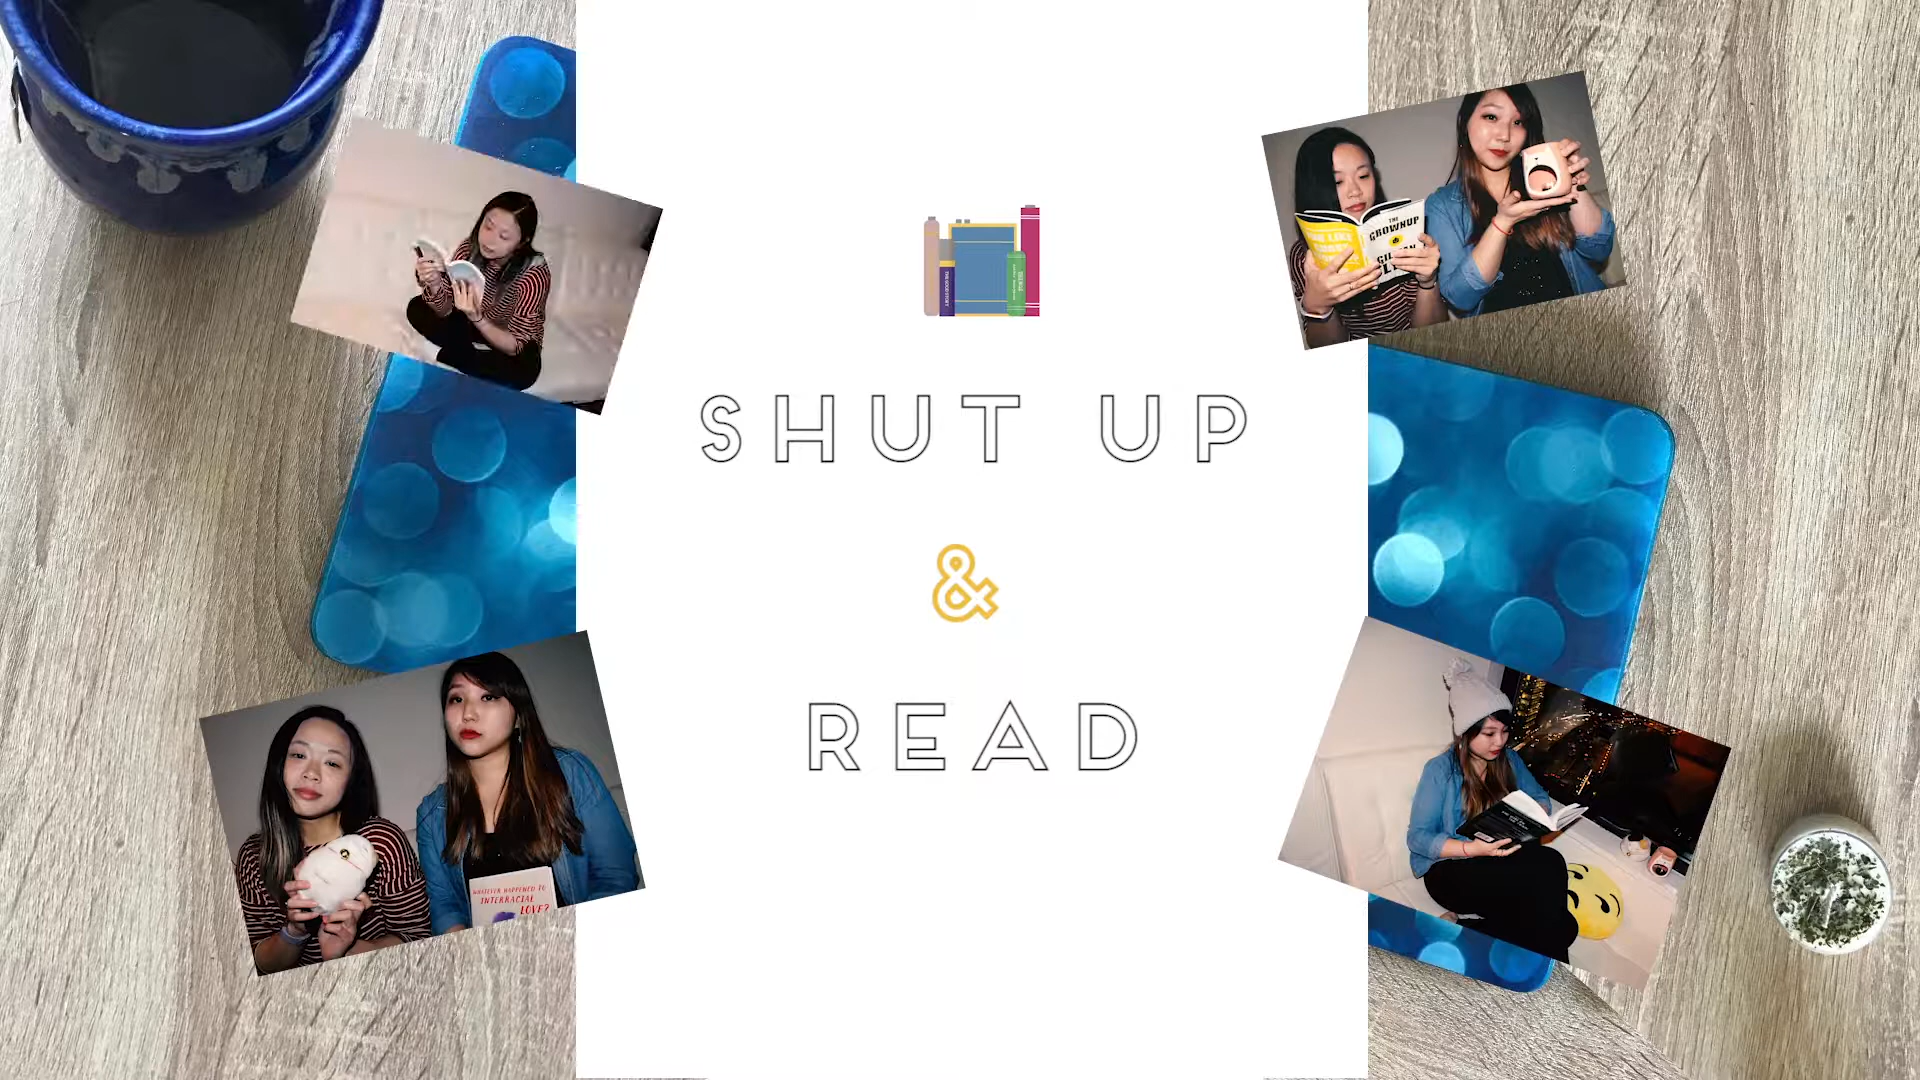 SHUT UP
&
READ
THE
GROWNUP
WHATEVER HAPPENED TO
INTERRACIAL
LOVE?